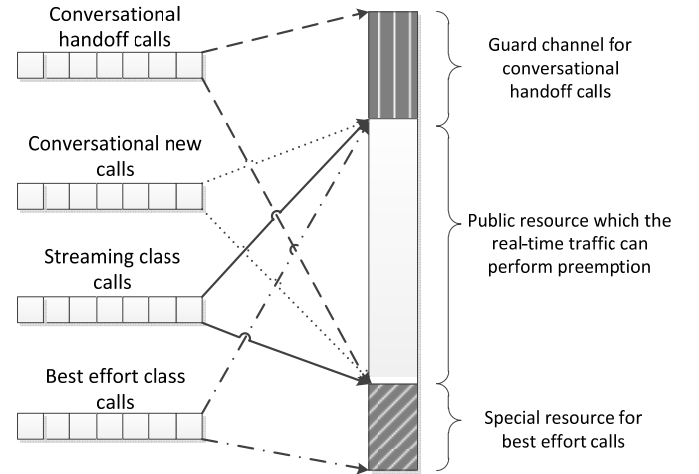 Conversational
handoff calls
Conversational new
calls
Streaming class
calls
Best effort class
calls
Guard channel for
conversational
handoff calls
Public resource which the
real-time traffic can
perform preemption
Special resource for
best effort calls